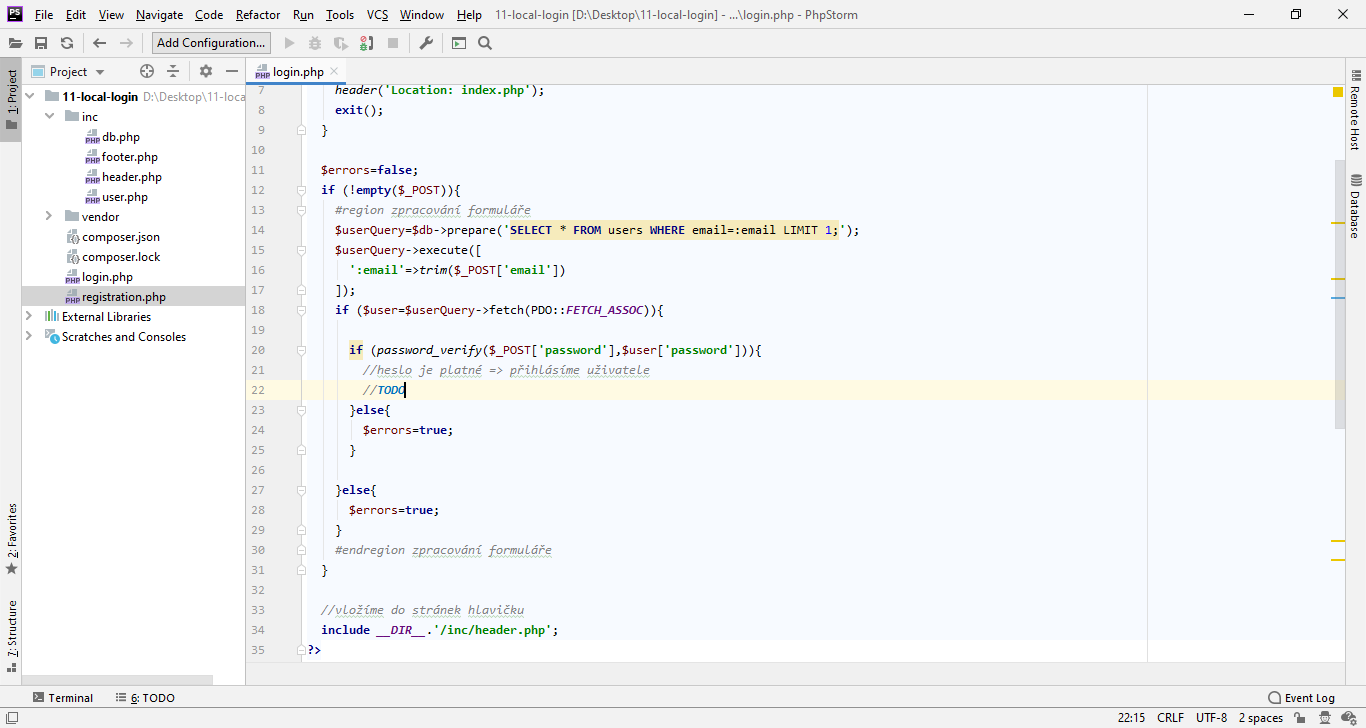 PS File Edit View Navigate Code Refactor Run Tools VCS Window Help 11-local-login [D:\Desktop\11-local-login] - ...\login.php - PhpStorm
Add Configuration...
Project
login.php
1: Project
2: Favorites
7: Structure
11-local-login D:\Desktop\11-loca
inc
db.php
footer.php
header.php
user.php
vendor
composer.json
composer.lock
login.php
registration.php
External Libraries
Scratches and Consoles
7 header('Location: index.php');
8 exit();
9 }
10
11 $errors=false;
12 if (!empty($_POST)){
13 #region zpracování formuláře
14 $userQuery=$db->prepare('SELECT * FROM users WHERE email=:email LIMIT 1;');
15 $userQuery->execute([
16 ':email'=>trim($_POST['email'])
17 ]);
18 if ($user=$userQuery->fetch(PDO::FETCH_ASSOC)){
19
20 if (password_verify($_POST['password'],$user['password'])){
21 //heslo je platné => přihlásíme uživatele
22 //TODO
23 }else{
24 $errors=true;
25 }
26
27 }else{
28 $errors=true;
29 }
30 #endregion zpracování formuláře
31 }
32
33 //vložíme do stránek hlavičku
34 include __DIR__.'/inc/header.php';
35 ?>
Remote Host
Database
Terminal 6: TODO Event Log
22:15 CRLF UTF-8 2 spaces